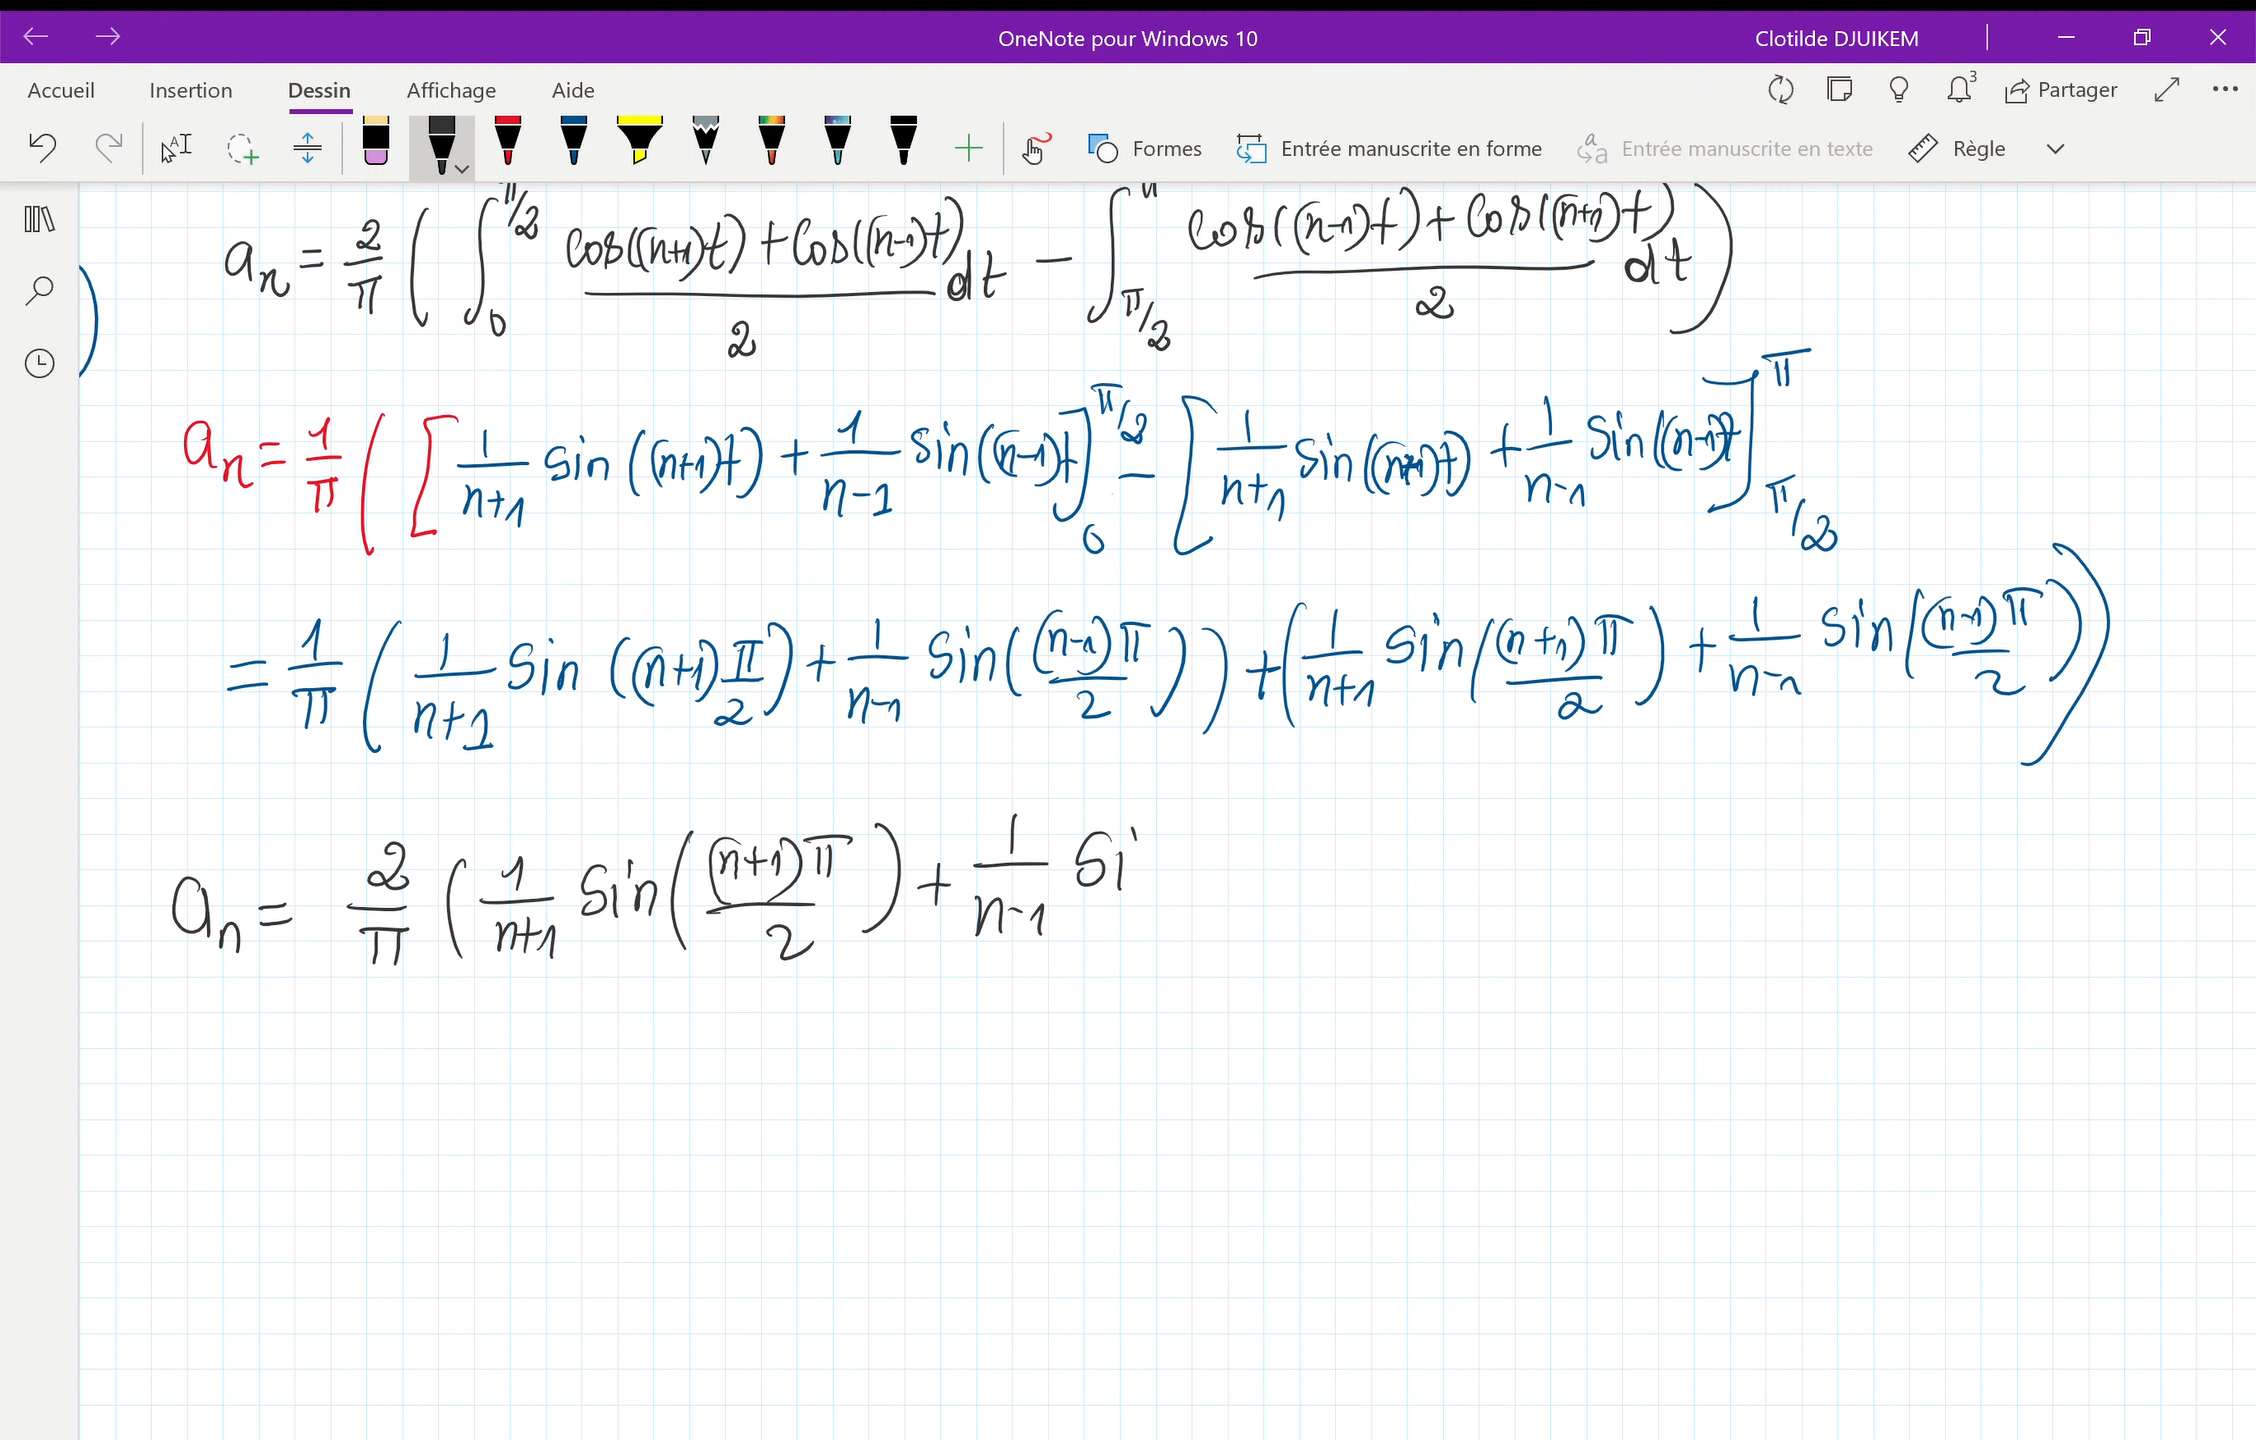 OneNote pour Windows 10
Clotilde DJUIKEM
Accueil Insertion Dessin Affichage Aide
3 Partager
Formes Entrée manuscrite en forme Entrée manuscrite en texte Règle
aₙ = 2/π ( ∫₀^{π/2} (cos((n+1)t) + cos((n-1)t))/2 dt − ∫_{π/2}^{π} (cos((n-1)t) + cos((n+1)t))/2 dt )
aₙ = 1/π ( [ 1/(n+1) sin((n+1)t) + 1/(n-1) sin((n-1)t ]₀^{π/2} − [ 1/(n+1) sin((n+1)t) + 1/(n-1) sin((n-1)t ]_{π/2}^{π}
= 1/π ( 1/(n+1) sin((n+1)π/2) + 1/(n-1) sin((n-1)π/2) ) + ( 1/(n+1) sin((n+1)π/2) + 1/(n-1) sin((n-1)π/2) ) )
aₙ = 2/π ( 1/(n+1) sin((n+1)π/2) + 1/(n-1) si